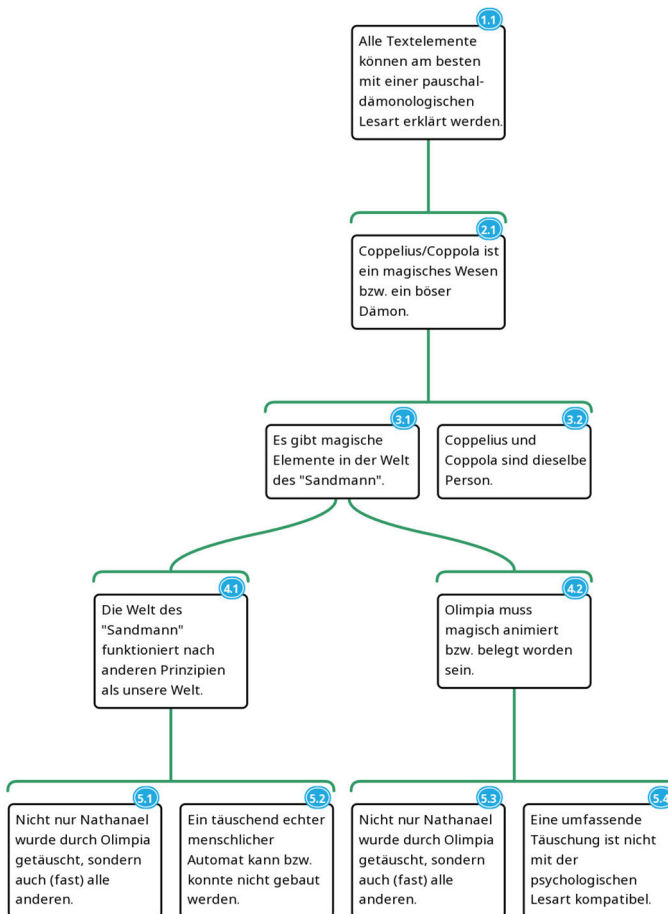 1.1
Alle Textelemente
können am besten
mit einer pauschal-
dämonologischen
Lesart erklärt werden.
2.1
Coppelius/Coppola ist
ein magisches Wesen
bzw. ein böser
Dämon.
3.1
Es gibt magische
Elemente in der Welt
des "Sandmann".
3.2
Coppelius und
Coppola sind dieselbe
Person.
4.1
Die Welt des
"Sandmann"
funktioniert nach
anderen Prinzipien
als unsere Welt.
4.2
Olimpia muss
magisch animiert
bzw. belegt worden
sein.
5.1
Nicht nur Nathanael
wurde durch Olimpia
getäuscht, sondern
auch (fast) alle
anderen.
5.2
Ein täuschend echter
menschlicher
Automat kann bzw.
konnte nicht gebaut
werden.
5.3
Nicht nur Nathanael
wurde durch Olimpia
getäuscht, sondern
auch (fast) alle
anderen.
5.4
Eine umfassende
Täuschung ist nicht
mit der
psychologischen
Lesart kompatibel.